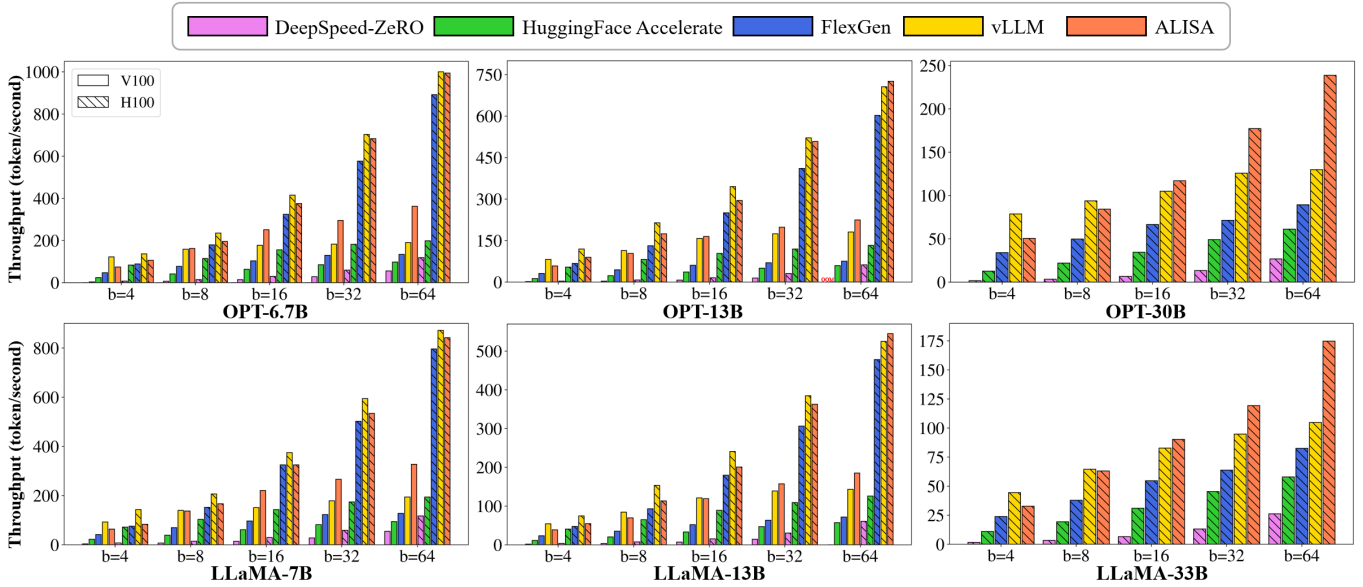 DeepSpeed-ZeRO HuggingFace Accelerate FlexGen vLLM ALISA
Throughput (token/second)
1000
800
600
400
200
0
V100
H100
b=4 b=8 b=16 b=32 b=64
OPT-6.7B
750
600
450
300
150
0
OOM
b=4 b=8 b=16 b=32 b=64
OPT-13B
250
200
150
100
50
0
b=4 b=8 b=16 b=32 b=64
OPT-30B
Throughput (token/second)
800
600
400
200
0
b=4 b=8 b=16 b=32 b=64
LLaMA-7B
500
400
300
200
100
0
b=4 b=8 b=16 b=32 b=64
LLaMA-13B
175
150
125
100
75
50
25
0
b=4 b=8 b=16 b=32 b=64
LLaMA-33B